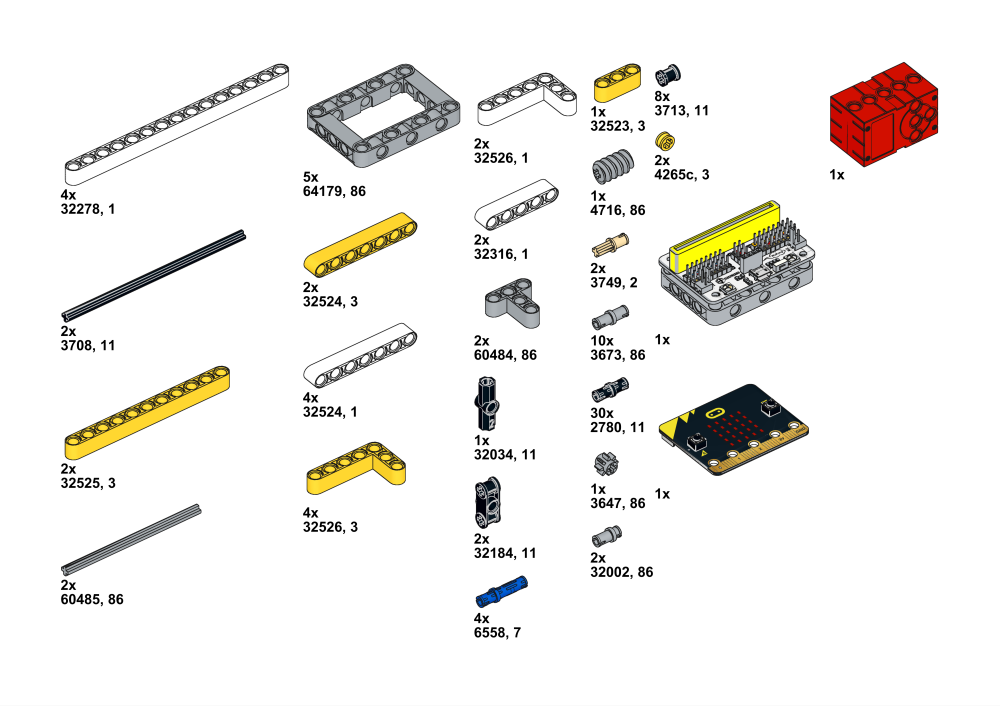 4x
32278, 1
2x
3708, 11
2x
32525, 3
2x
60485, 86
5x
64179, 86
2x
32524, 3
4x
32524, 1
4x
32526, 3
2x
32526, 1
2x
32316, 1
2x
60484, 86
1x
32034, 11
2x
32184, 11
4x
6558, 7
1x
32523, 3
1x
4716, 86
2x
3749, 2
10x
3673, 86
30x
2780, 11
1x
3647, 86
2x
32002, 86
8x
3713, 11
2x
4265c, 3
1x
1x
1x